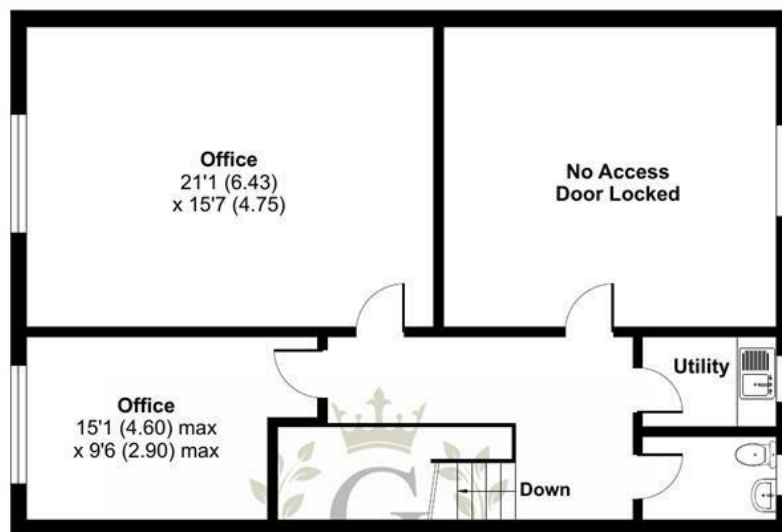 Office
21'1 (6.43)
x 15'7 (4.75)
No Access
Door Locked
Utility
Office
15'1 (4.60) max
x 9'6 (2.90) max
G
Down